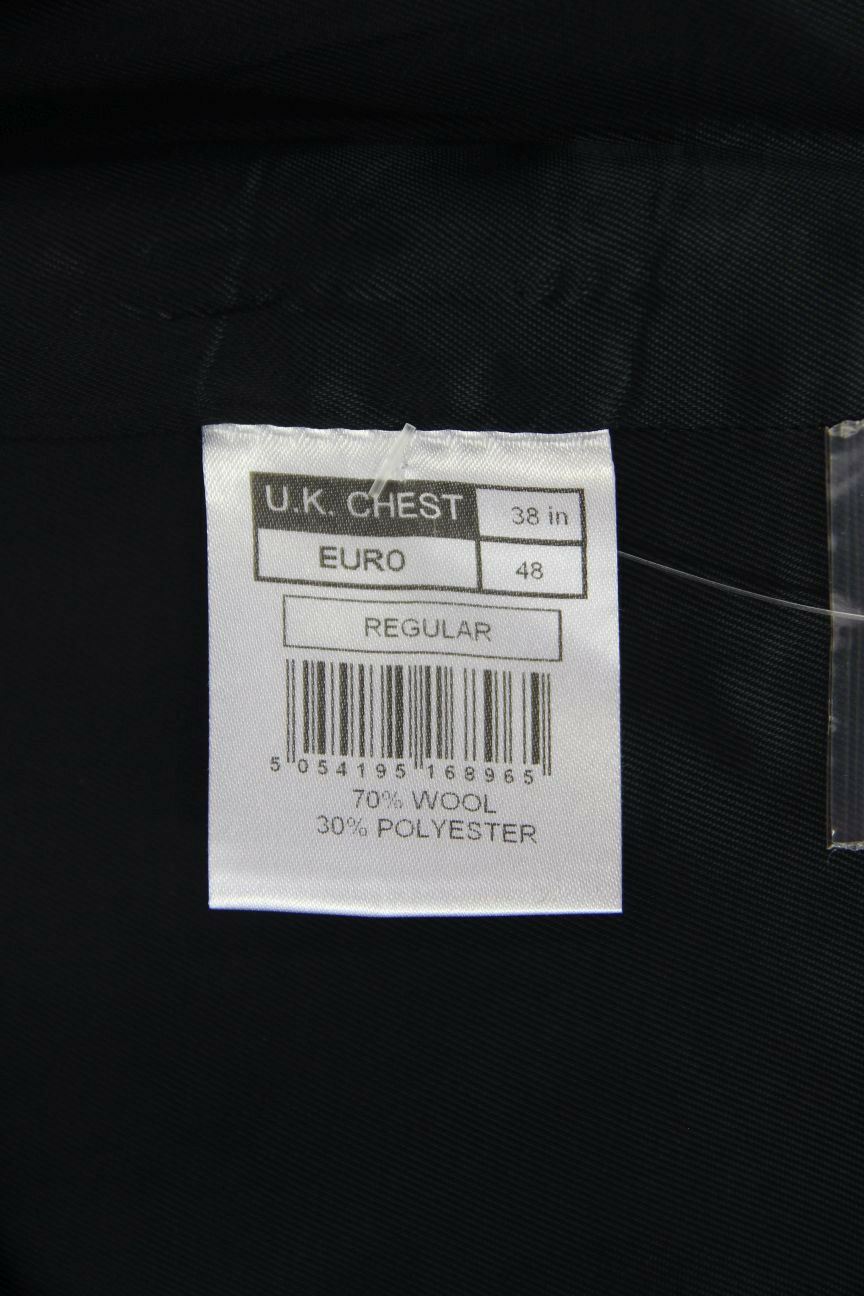 U.K. CHEST 38 in
EURO 48
REGULAR
5 054195 168965
70% WOOL
30% POLYESTER